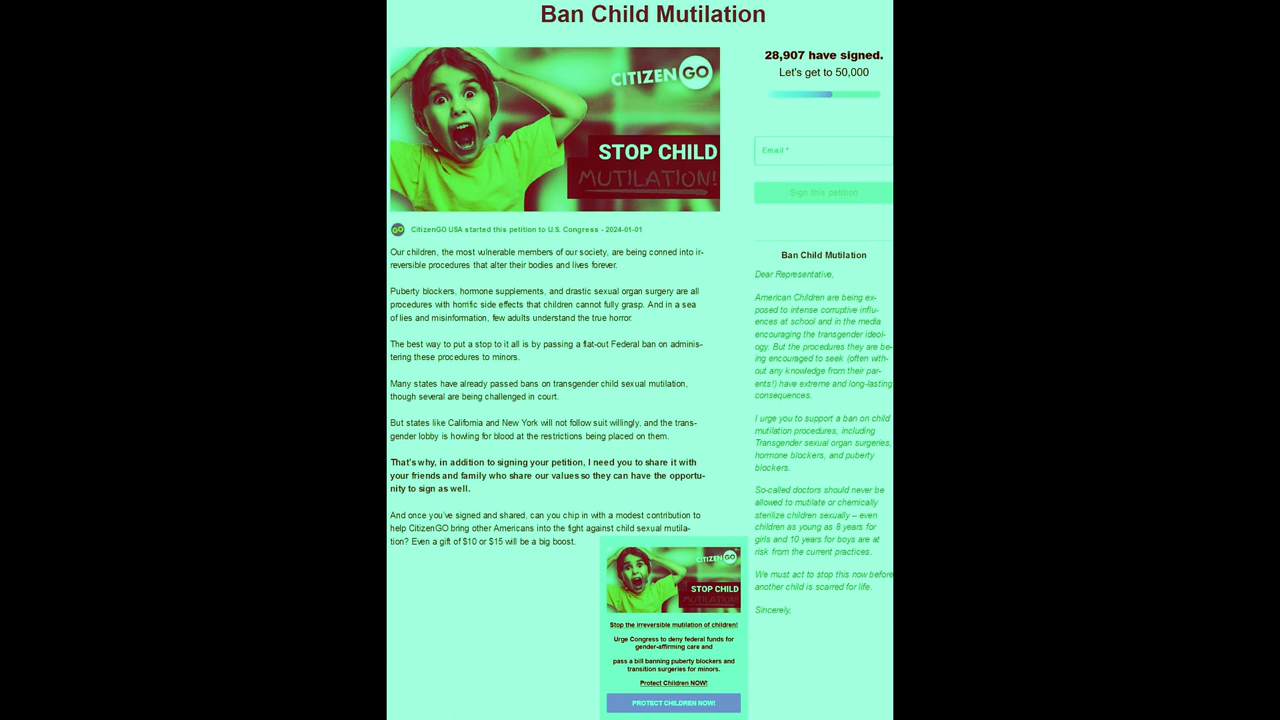 Ban Child Mutilation
CITIZENGO
STOP CHILD
MUTILATION!
CitizenGO USA started this petition to U.S. Congress - 2024-01-01
Our children, the most vulnerable members of our society, are being conned into ir-
reversible procedures that alter their bodies and lives forever.
Puberty blockers, hormone supplements, and drastic sexual organ surgery are all
procedures with horrific side effects that children cannot fully grasp. And in a sea
of lies and misinformation, few adults understand the true horror.
The best way to put a stop to it all is by passing a flat-out Federal ban on adminis-
tering these procedures to minors.
Many states have already passed bans on transgender child sexual mutilation,
though several are being challenged in court.
But states like California and New York will not follow suit willingly, and the trans-
gender lobby is howling for blood at the restrictions being placed on them.
That's why, in addition to signing your petition, I need you to share it with
your friends and family who share our values so they can have the opportu-
nity to sign as well.
And once you've signed and shared, can you chip in with a modest contribution to
help CitizenGO bring other Americans into the fight against child sexual mutila-
tion? Even a gift of $10 or $15 will be a big boost.
28,907 have signed.
Let's get to 50,000
Email *
Sign this petition
Ban Child Mutilation
Dear Representative,
American Children are being ex-
posed to intense corruptive influ-
ences at school and in the media
encouraging the transgender ideol-
ogy. But the procedures they are be-
ing encouraged to seek (often with-
out any knowledge from their par-
ents!) have extreme and long-lasting
consequences.
I urge you to support a ban on child
mutilation procedures, including
Transgender sexual organ surgeries,
hormone blockers, and puberty
blockers.
So-called doctors should never be
allowed to mutilate or chemically
sterilize children sexually – even
children as young as 8 years for
girls and 10 years for boys are at
risk from the current practices.
We must act to stop this now before
another child is scarred for life.
Sincerely,
CITIZENGO
STOP CHILD
MUTILATION!
Stop the irreversible mutilation of children!
Urge Congress to deny federal funds for
gender-affirming care and
pass a bill banning puberty blockers and
transition surgeries for minors.
Protect Children NOW!
PROTECT CHILDREN NOW!